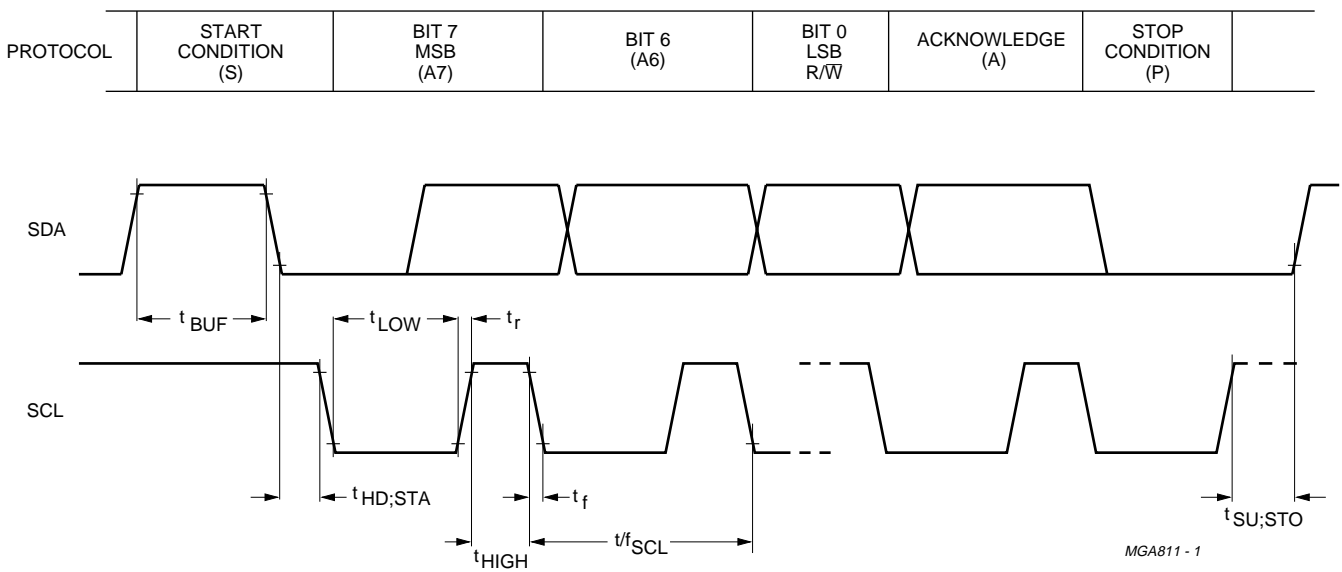 PROTOCOL
START
CONDITION
(S)
BIT 7
MSB
(A7)
BIT 6
(A6)
BIT 0
LSB
R/W̅
ACKNOWLEDGE
(A)
STOP
CONDITION
(P)
SDA
t BUF
t LOW
t r
SCL
t HD;STA
t f
t SU;STO
t HIGH
t/f SCL
MGA811 - 1